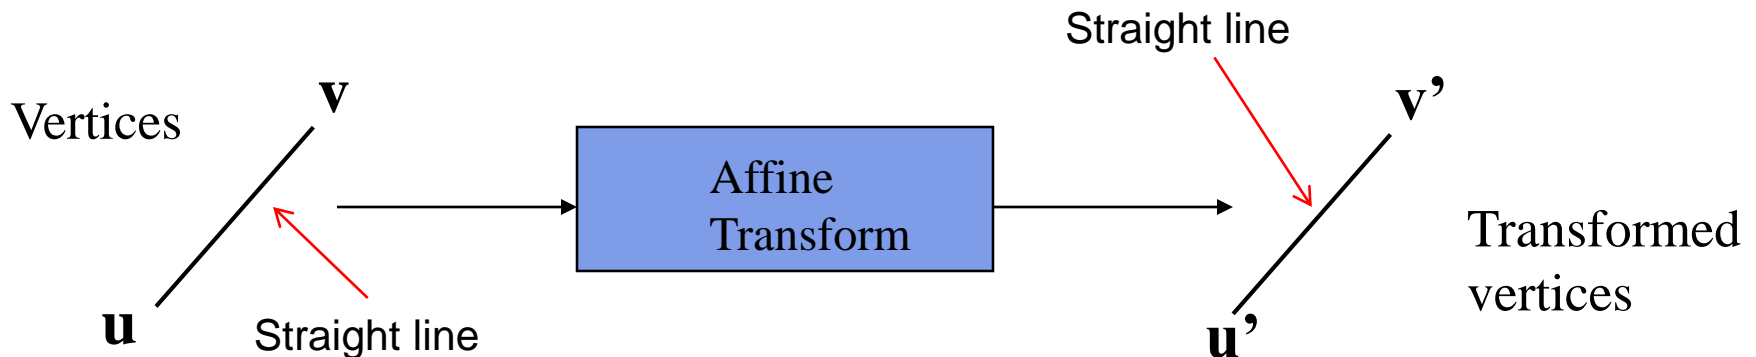 Straight line
v
Vertices
v’
Affine
Transform
Transformed
vertices
u
Straight line
u’